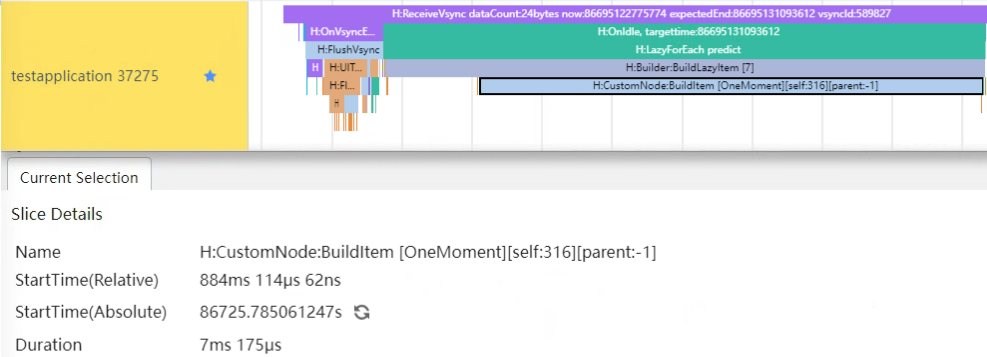 H:ReceiveVsync dataCount:24bytes now:86695122775774 expectedEnd:86695131093612 vsyncId:589827
H:OnVsyncE...
H:OnIdle, targettime:86695131093612
H:FlushVsync
H:LazyForEach predict
testapplication 37275
H
H:UIT...
H:Builder:BuildLazyItem [7]
H:Fl...
H:CustomNode:BuildItem [OneMoment][self:316][parent:-1]
H
Current Selection
Slice Details
Name H:CustomNode:BuildItem [OneMoment][self:316][parent:-1]
StartTime(Relative) 884ms 114μs 62ns
StartTime(Absolute) 86725.785061247s
Duration 7ms 175μs